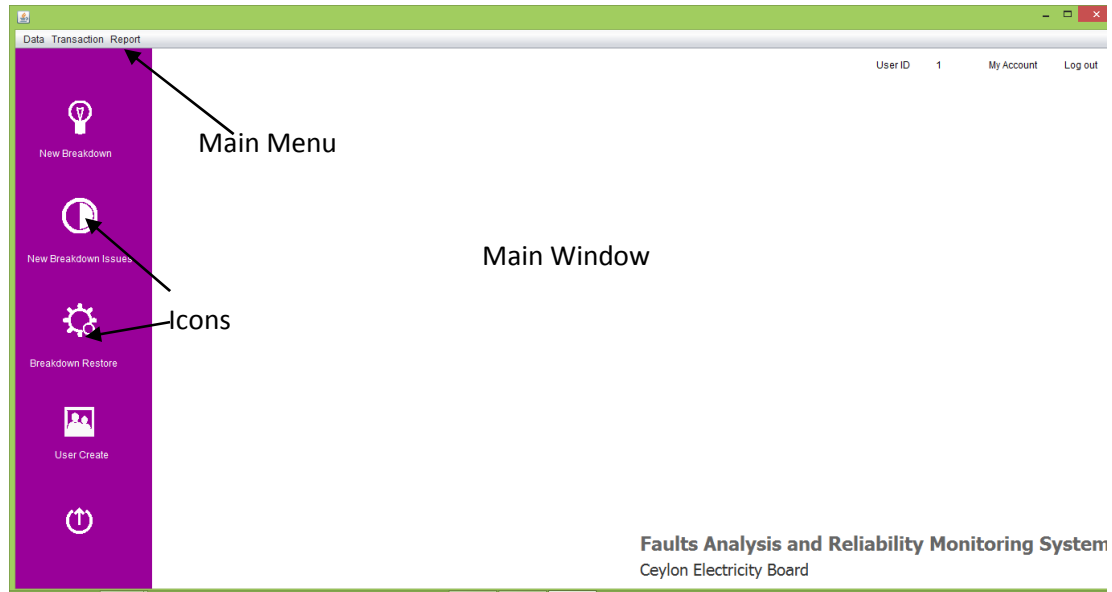 Data Transaction Report
User ID 1 My Account Log out
Main Menu
New Breakdown
Main Window
New Breakdown Issues
Icons
Breakdown Restore
User Create
Faults Analysis and Reliability Monitoring System
Ceylon Electricity Board